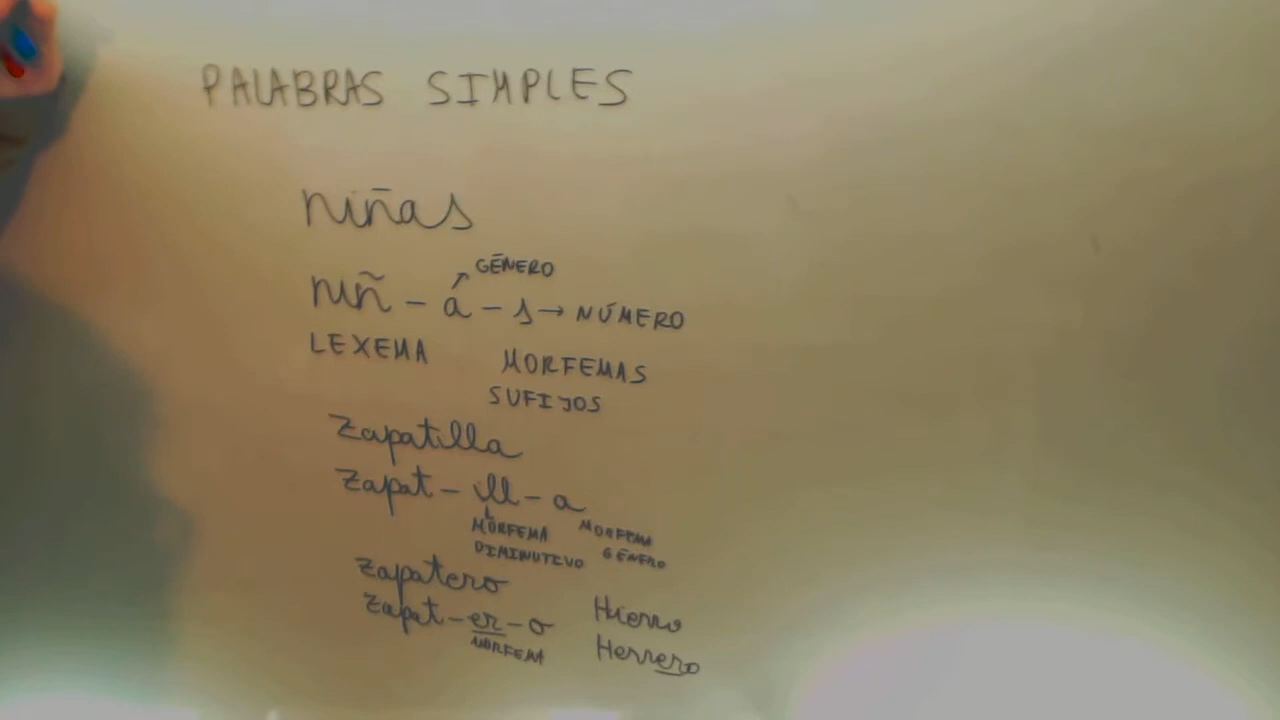 PALABRAS SIMPLES
niñas
GÉNERO
niñ - a - s → NÚMERO
LEXEMA MORFEMAS
SUFIJOS
Zapatilla
Zapat - ill - a
MORFEMA MORFEMA
DIMINUTIVO GÉNERO
Zapatero
Zapat - er - o Hierro
MORFEMA Herrero